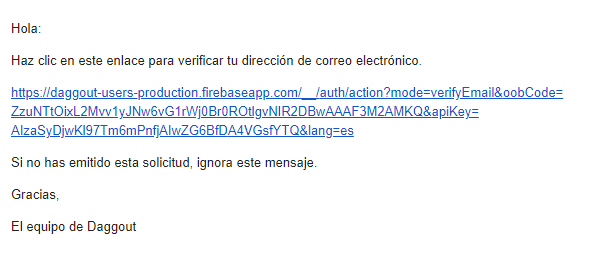 Hola:
Haz clic en este enlace para verificar tu dirección de correo electrónico.
https://daggout-users-production.firebaseapp.com/__/auth/action?mode=verifyEmail&oobCode=
ZzuNTtOixL2Mvv1yJNw6vG1rWj0Br0ROtlgvNIR2DBwAAAF3M2AMKQ&apiKey=
AIzaSyDjwKl97Tm6mPnfjAlwZG6BfDA4VGsfYTQ&lang=es
Si no has emitido esta solicitud, ignora este mensaje.
Gracias,
El equipo de Daggout